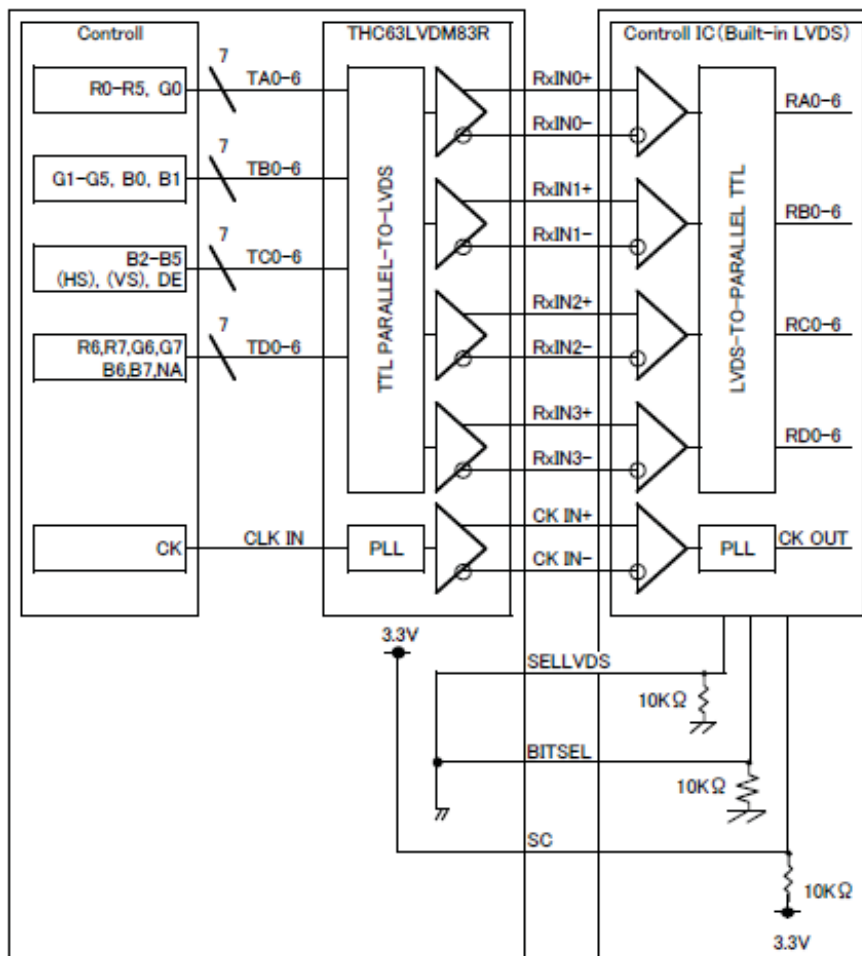 Controll
THC63LVDM83R
Controll IC(Built-in LVDS)
R0-R5, G0
7
TA0-6
RxIN0+
RxIN0-
RA0-6
G1-G5, B0, B1
7
TB0-6
RxIN1+
RxIN1-
RB0-6
B2-B5
(HS), (VS), DE
7
TC0-6
RxIN2+
RxIN2-
RC0-6
R6,R7,G6,G7
B6,B7,NA
7
TD0-6
RxIN3+
RxIN3-
RD0-6
TTL PARALLEL-TO-LVDS
LVDS-TO-PARALLEL TTL
CK
CLK IN
PLL
CK IN+
CK IN-
PLL
CK OUT
3.3V
SELLVDS
10KΩ
BITSEL
10KΩ
SC
10KΩ
3.3V